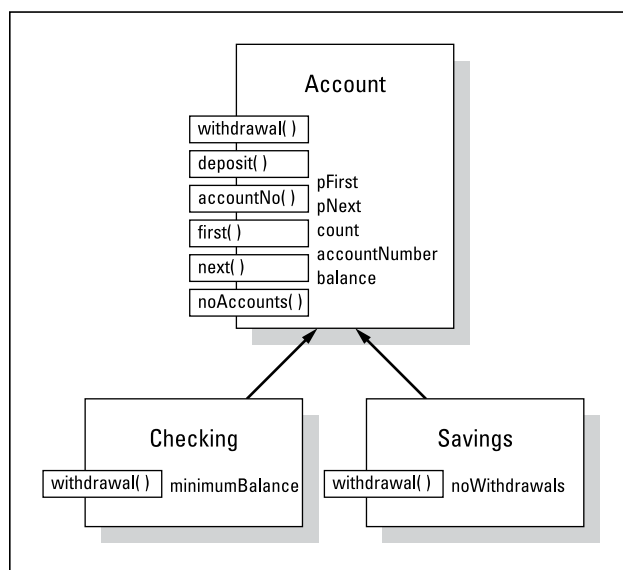 Account
withdrawal( )
deposit( )
accountNo( )
first( )
next( )
noAccounts( )
pFirst
pNext
count
accountNumber
balance
Checking
withdrawal( )
minimumBalance
Savings
withdrawal( )
noWithdrawals